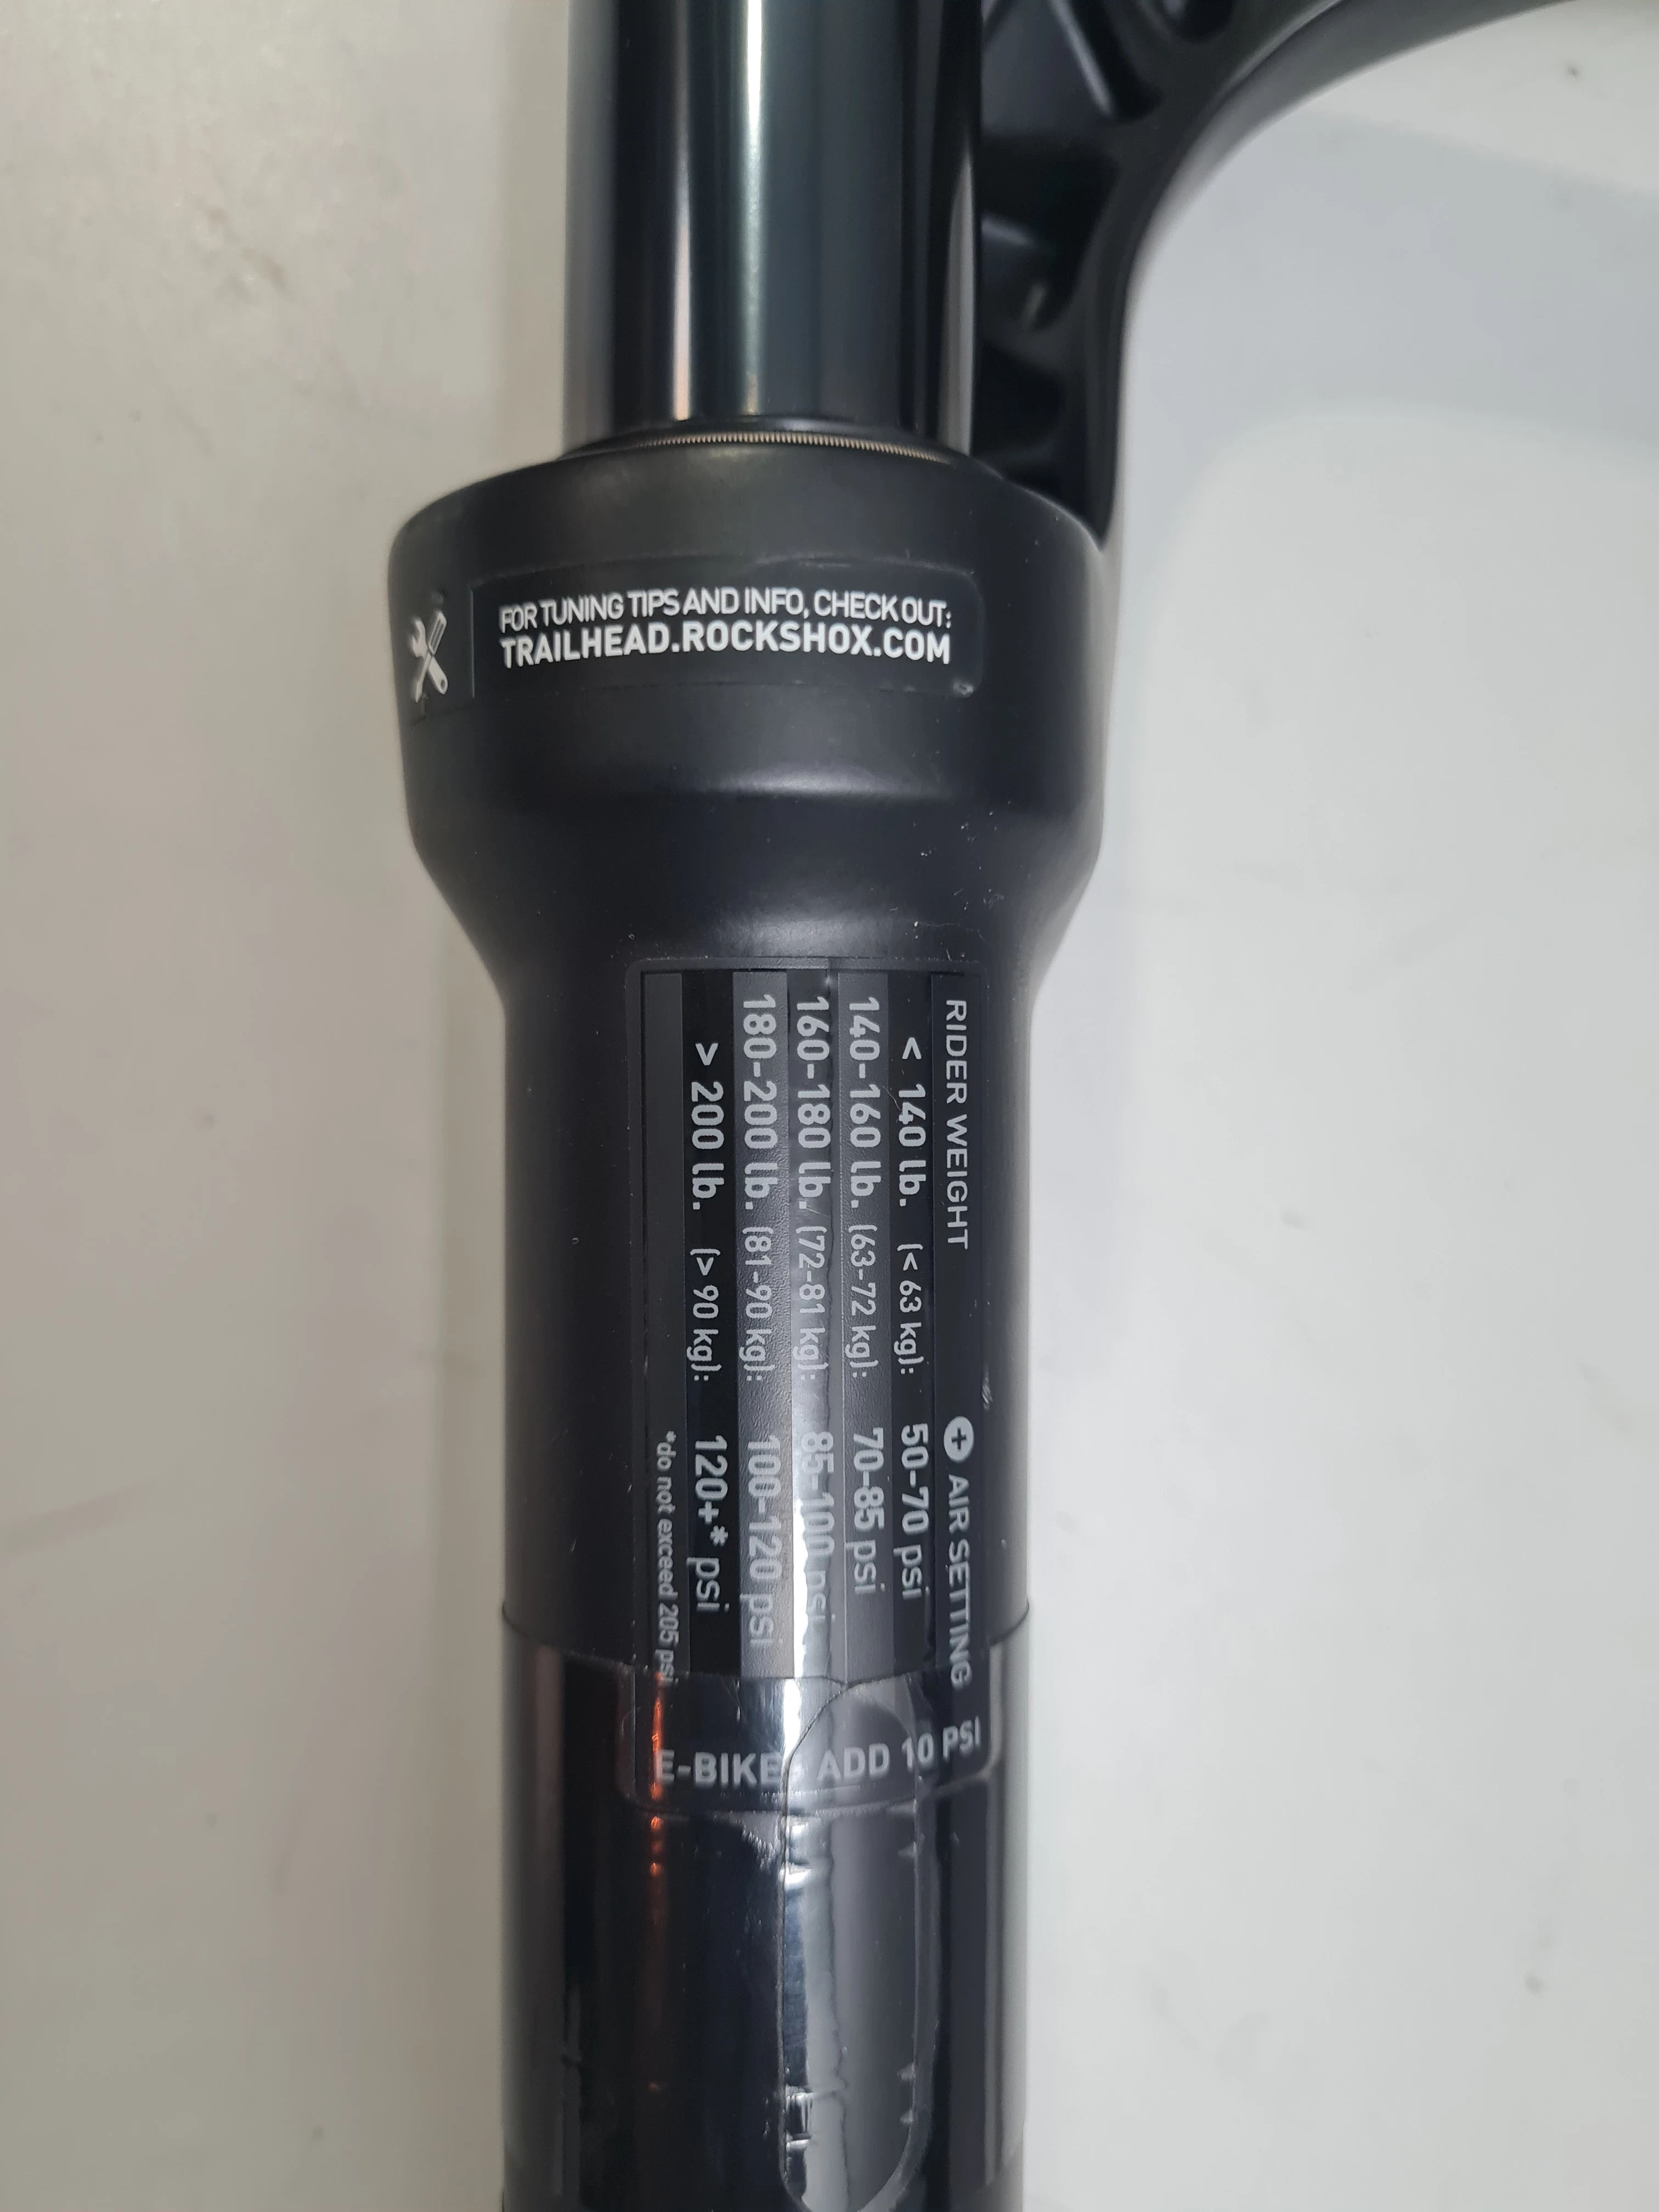 FOR TUNING TIPS AND INFO, CHECK OUT:
TRAILHEAD.ROCKSHOX.COM
RIDER WEIGHT + AIR SETTING
< 140 lb. (< 63 kg): 50-70 psi
140-160 lb. (63-72 kg): 70-85 psi
160-180 lb. (72-81 kg): 85-100 psi
180-200 lb. (81-90 kg): 100-120 psi
> 200 lb. (> 90 kg): 120+* psi
*do not exceed 205 psi
E-BIKE ADD 10 PSI